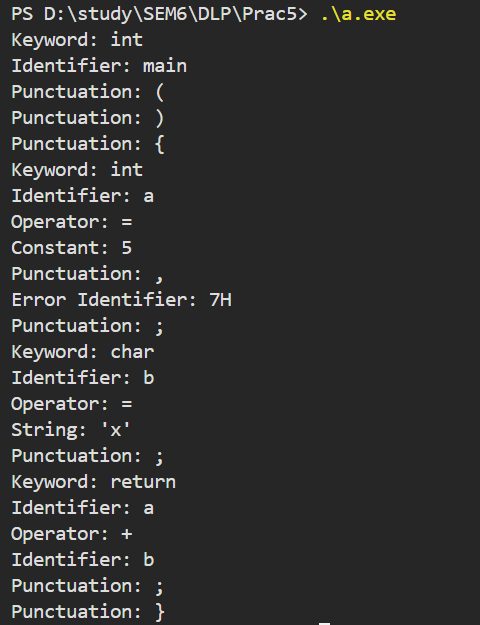 PS D:\study\SEM6\DLP\Prac5> .\a.exe
Keyword: int
Identifier: main
Punctuation: (
Punctuation: )
Punctuation: {
Keyword: int
Identifier: a
Operator: =
Constant: 5
Punctuation: ,
Error Identifier: 7H
Punctuation: ;
Keyword: char
Identifier: b
Operator: =
String: 'x'
Punctuation: ;
Keyword: return
Identifier: a
Operator: +
Identifier: b
Punctuation: ;
Punctuation: }